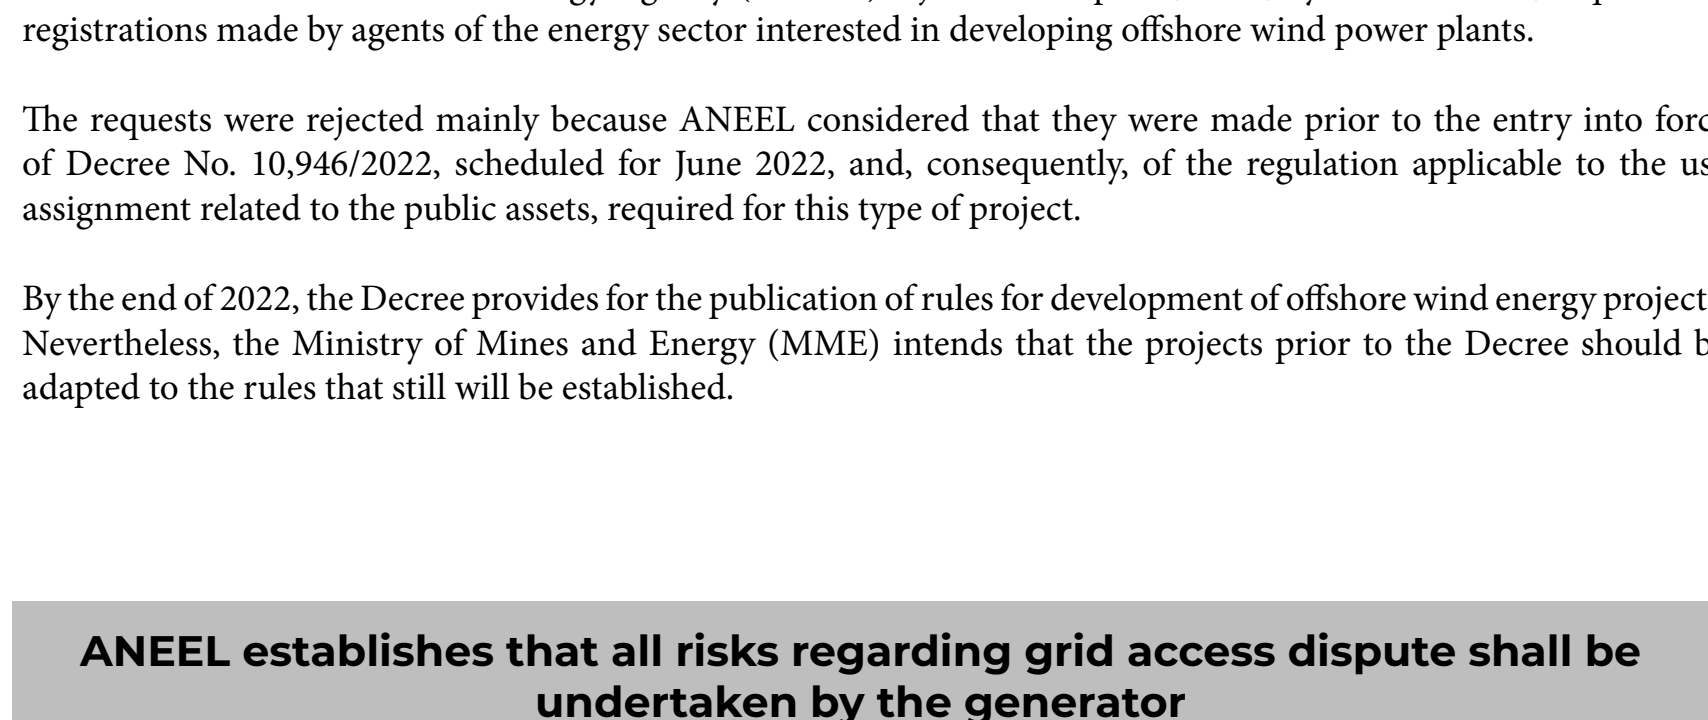 registrations made by agents of the energy sector interested in developing offshore wind power plants.
The requests were rejected mainly because ANEEL considered that they were made prior to the entry into forc
of Decree No. 10,946/2022, scheduled for June 2022, and, consequently, of the regulation applicable to the us
assignment related to the public assets, required for this type of project.
By the end of 2022, the Decree provides for the publication of rules for development of offshore wind energy project
Nevertheless, the Ministry of Mines and Energy (MME) intends that the projects prior to the Decree should b
adapted to the rules that still will be established.
ANEEL establishes that all risks regarding grid access dispute shall be
undertaken by the generator